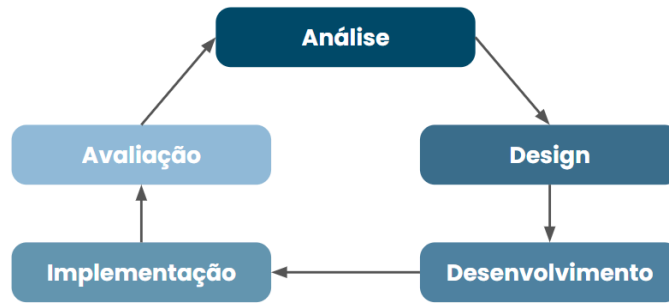 Análise
Avaliação
Design
Implementação
Desenvolvimento